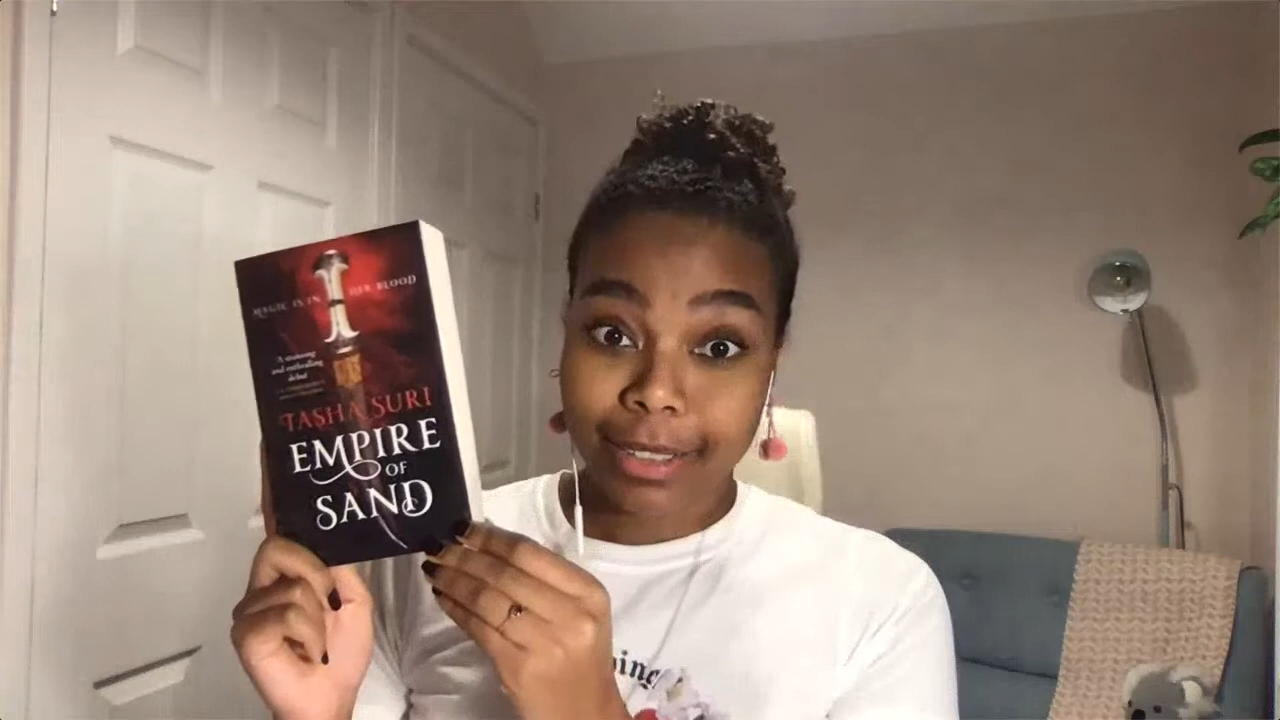 MAGIC IS IN HER BLOOD
'A stunning
and enthralling
debut'
TASHA SURI
EMPIRE
OF
SAND